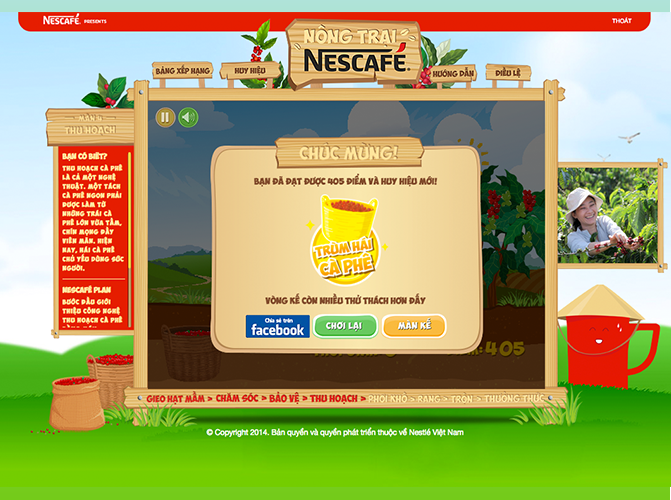 NESCAFÉ. PRESENTS
THOÁT
NÔNG TRẠI
NESCAFÉ.
BẢNG XẾP HẠNG
HUY HIỆU
HƯỚNG DẪN
ĐIỀU LỆ
MÀN 4
THU HOẠCH
BẠN CÓ BIẾT?
THU HOẠCH CÀ PHÊ
LÀ CẢ MỘT NGHỆ
THUẬT. MỘT TÁCH
CÀ PHÊ NGON PHẢI
ĐƯỢC LÀM TỪ
NHỮNG TRÁI CÀ
PHÊ LỚN VỪA TẦM,
CHÍN MỌNG ĐẦY
VIÊN MÃN. HIỆN
NAY, HÁI CÀ PHÊ
CHỦ YẾU DÙNG SỨC
NGƯỜI.
NESCAFÉ PLAN
BƯỚC ĐẦU GIỚI
THIỆU CÔNG NGHỆ
THU HOẠCH CÀ PHÊ
CHÚC MỪNG!
BẠN ĐÃ ĐẠT ĐƯỢC 405 ĐIỂM VÀ HUY HIỆU MỚI!
TRÙM HÁI
CÀ PHÊ
VÒNG KẾ CÒN NHIỀU THỬ THÁCH HƠN ĐẤY
Chia sẻ trên
facebook
CHƠI LẠI
MÀN KẾ
405
GIEO HẠT MẦM > CHĂM SÓC > BẢO VỆ > THU HOẠCH > PHƠI KHÔ > RANG > TRỘN > THƯỞNG THỨC
© Copyright 2014. Bản quyền và quyền phát triển thuộc về Nestlé Việt Nam